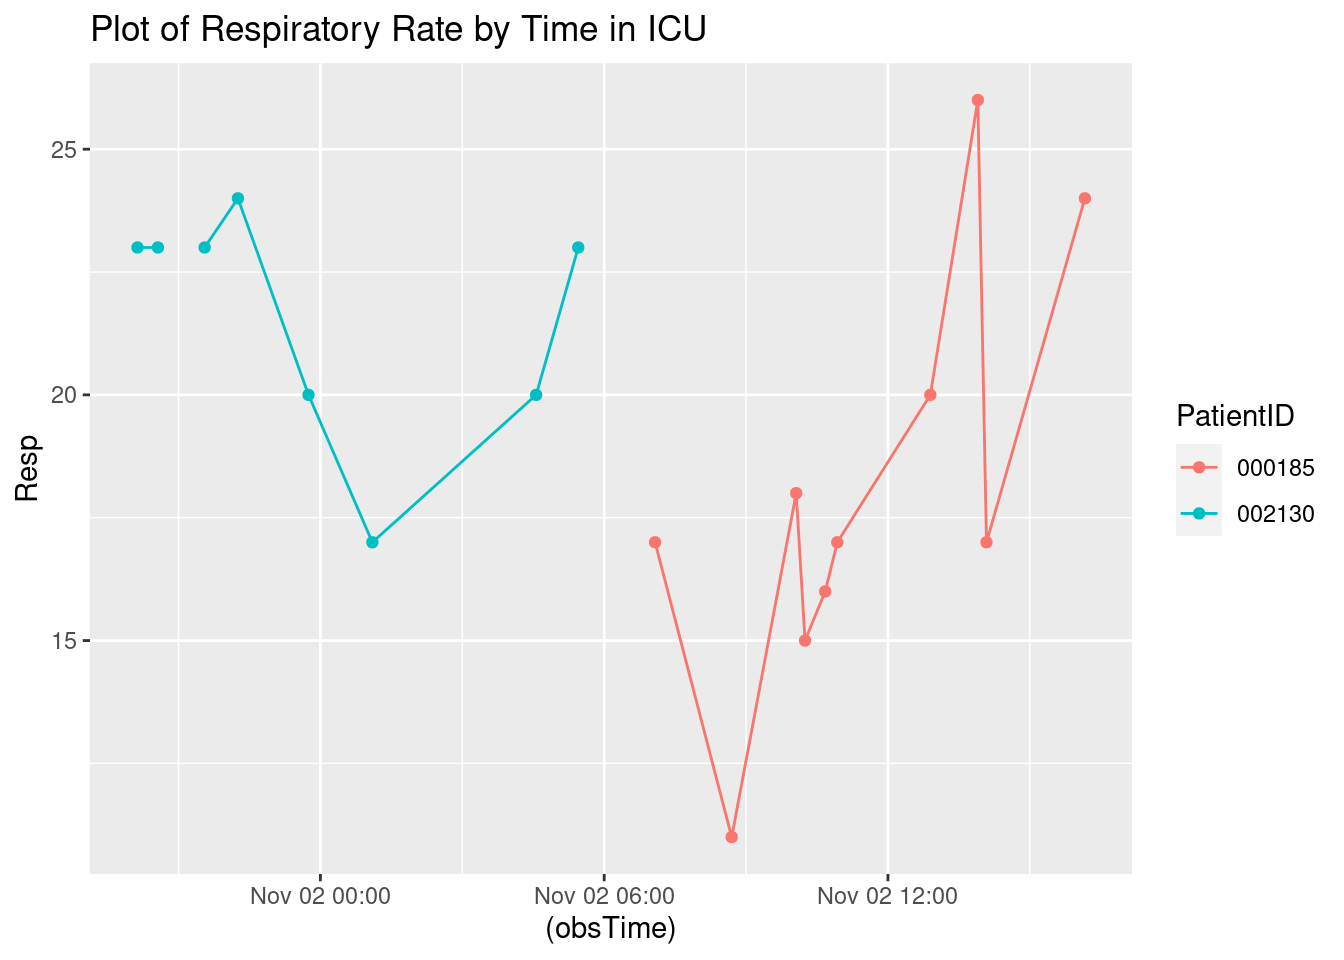 Plot of Respiratory Rate by Time in ICU
25
20
15
Resp
Nov 02 00:00
Nov 02 06:00
Nov 02 12:00
(obsTime)
PatientID
000185
002130